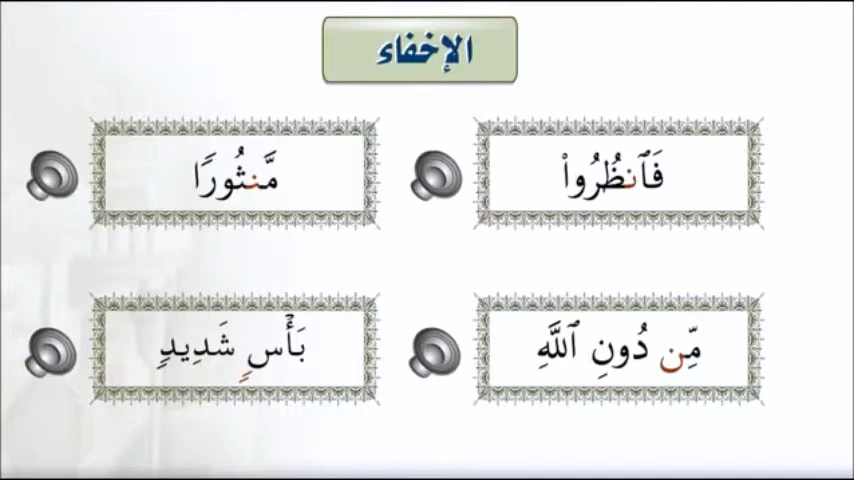 الإخفاء
فَٱنظُرُوا۟
مَّنثُورًا
مِّن دُونِ ٱللَّهِ
بَأْسٍ شَدِيدٍ